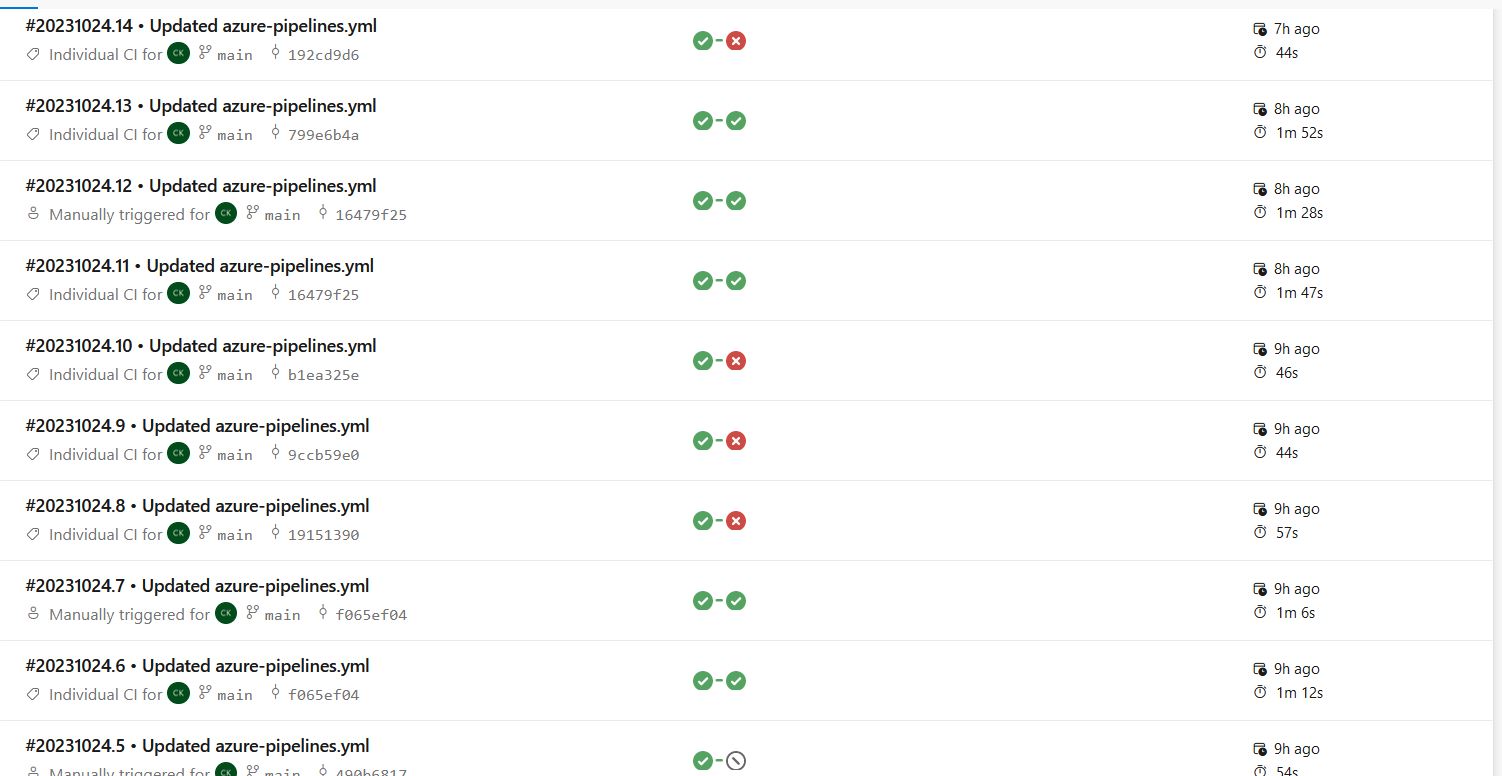 #20231024.14 • Updated azure-pipelines.yml
7h ago
Individual CI for CK main 192cd9d6
44s
#20231024.13 • Updated azure-pipelines.yml
8h ago
Individual CI for CK main 799e6b4a
1m 52s
#20231024.12 • Updated azure-pipelines.yml
8h ago
Manually triggered for CK main 16479f25
1m 28s
#20231024.11 • Updated azure-pipelines.yml
8h ago
Individual CI for CK main 16479f25
1m 47s
#20231024.10 • Updated azure-pipelines.yml
9h ago
Individual CI for CK main b1ea325e
46s
#20231024.9 • Updated azure-pipelines.yml
9h ago
Individual CI for CK main 9ccb59e0
44s
#20231024.8 • Updated azure-pipelines.yml
9h ago
Individual CI for CK main 19151390
57s
#20231024.7 • Updated azure-pipelines.yml
9h ago
Manually triggered for CK main f065ef04
1m 6s
#20231024.6 • Updated azure-pipelines.yml
9h ago
Individual CI for CK main f065ef04
1m 12s
#20231024.5 • Updated azure-pipelines.yml
9h ago
Manually triggered for CK main 490b6817
54s